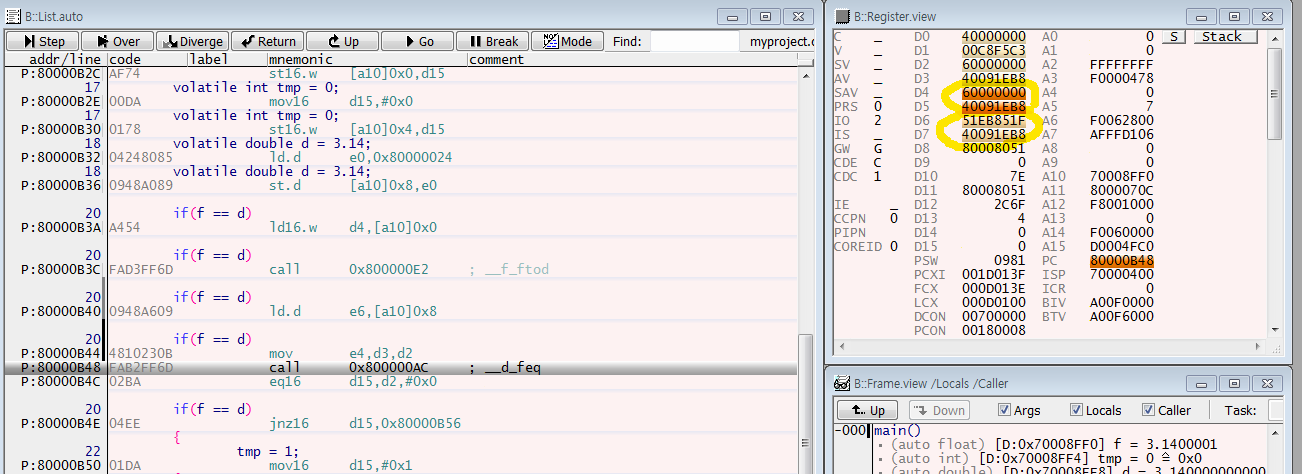 B::List.auto
Step Over Diverge Return Up Go Break Mode Find: myproject.c
addr/line code label mnemonic comment
P:80000B2C AF74 st16.w [a10]0x0,d15
17 volatile int tmp = 0;
P:80000B2E 00DA mov16 d15,#0x0
17 volatile int tmp = 0;
P:80000B30 0178 st16.w [a10]0x4,d15
18 volatile double d = 3.14;
P:80000B32 04248085 ld.d e0,0x80000024
18 volatile double d = 3.14;
P:80000B36 0948A089 st.d [a10]0x8,e0
20 if(f == d)
P:80000B3A A454 ld16.w d4,[a10]0x0
20 if(f == d)
P:80000B3C FAD3FF6D call 0x800000E2 ; __f_ftod
20 if(f == d)
P:80000B40 0948A609 ld.d e6,[a10]0x8
20 if(f == d)
P:80000B44 4810230B mov e4,d3,d2
P:80000B48 FAB2FF6D call 0x800000AC ; __d_feq
P:80000B4C 02BA eq16 d15,d2,#0x0
20 if(f == d)
P:80000B4E 04EE jnz16 d15,0x80000B56
{
22 tmp = 1;
P:80000B50 01DA mov16 d15,#0x1
B::Register.view
C _ D0 40000000 A0 0 S Stack
V _ D1 00C8F5C3 A1 0
SV _ D2 60000000 A2 FFFFFFFF
AV _ D3 40091EB8 A3 F0000478
SAV _ D4 60000000 A4 0
PRS 0 D5 40091EB8 A5 7
IO 2 D6 51EB851F A6 F0062800
IS _ D7 40091EB8 A7 AFFFD106
GW G D8 80008051 A8 0
CDE C D9 0 A9 0
CDC 1 D10 7E A10 70008FF0
D11 80008051 A11 8000070C
IE _ D12 2C6F A12 F8001000
CCPN 0 D13 4 A13 0
PIPN D14 0 A14 F0060000
COREID 0 D15 0 A15 D0004FC0
PSW 0981 PC 80000B48
PCXI 001D013F ISP 70000400
FCX 000D013E ICR 0
LCX 000D0100 BIV A00F0000
DCON 00700000 BTV A00F6000
PCON 00180008
B::Frame.view /Locals /Caller
Up Down Args Locals Caller Task:
-000 main()
(auto float) [D:0x70008FF0] f = 3.1400001
(auto int) [D:0x70008FF4] tmp = 0 ≙ 0x0
(auto double) [D:0x70008FF8] d = 3.140000000000